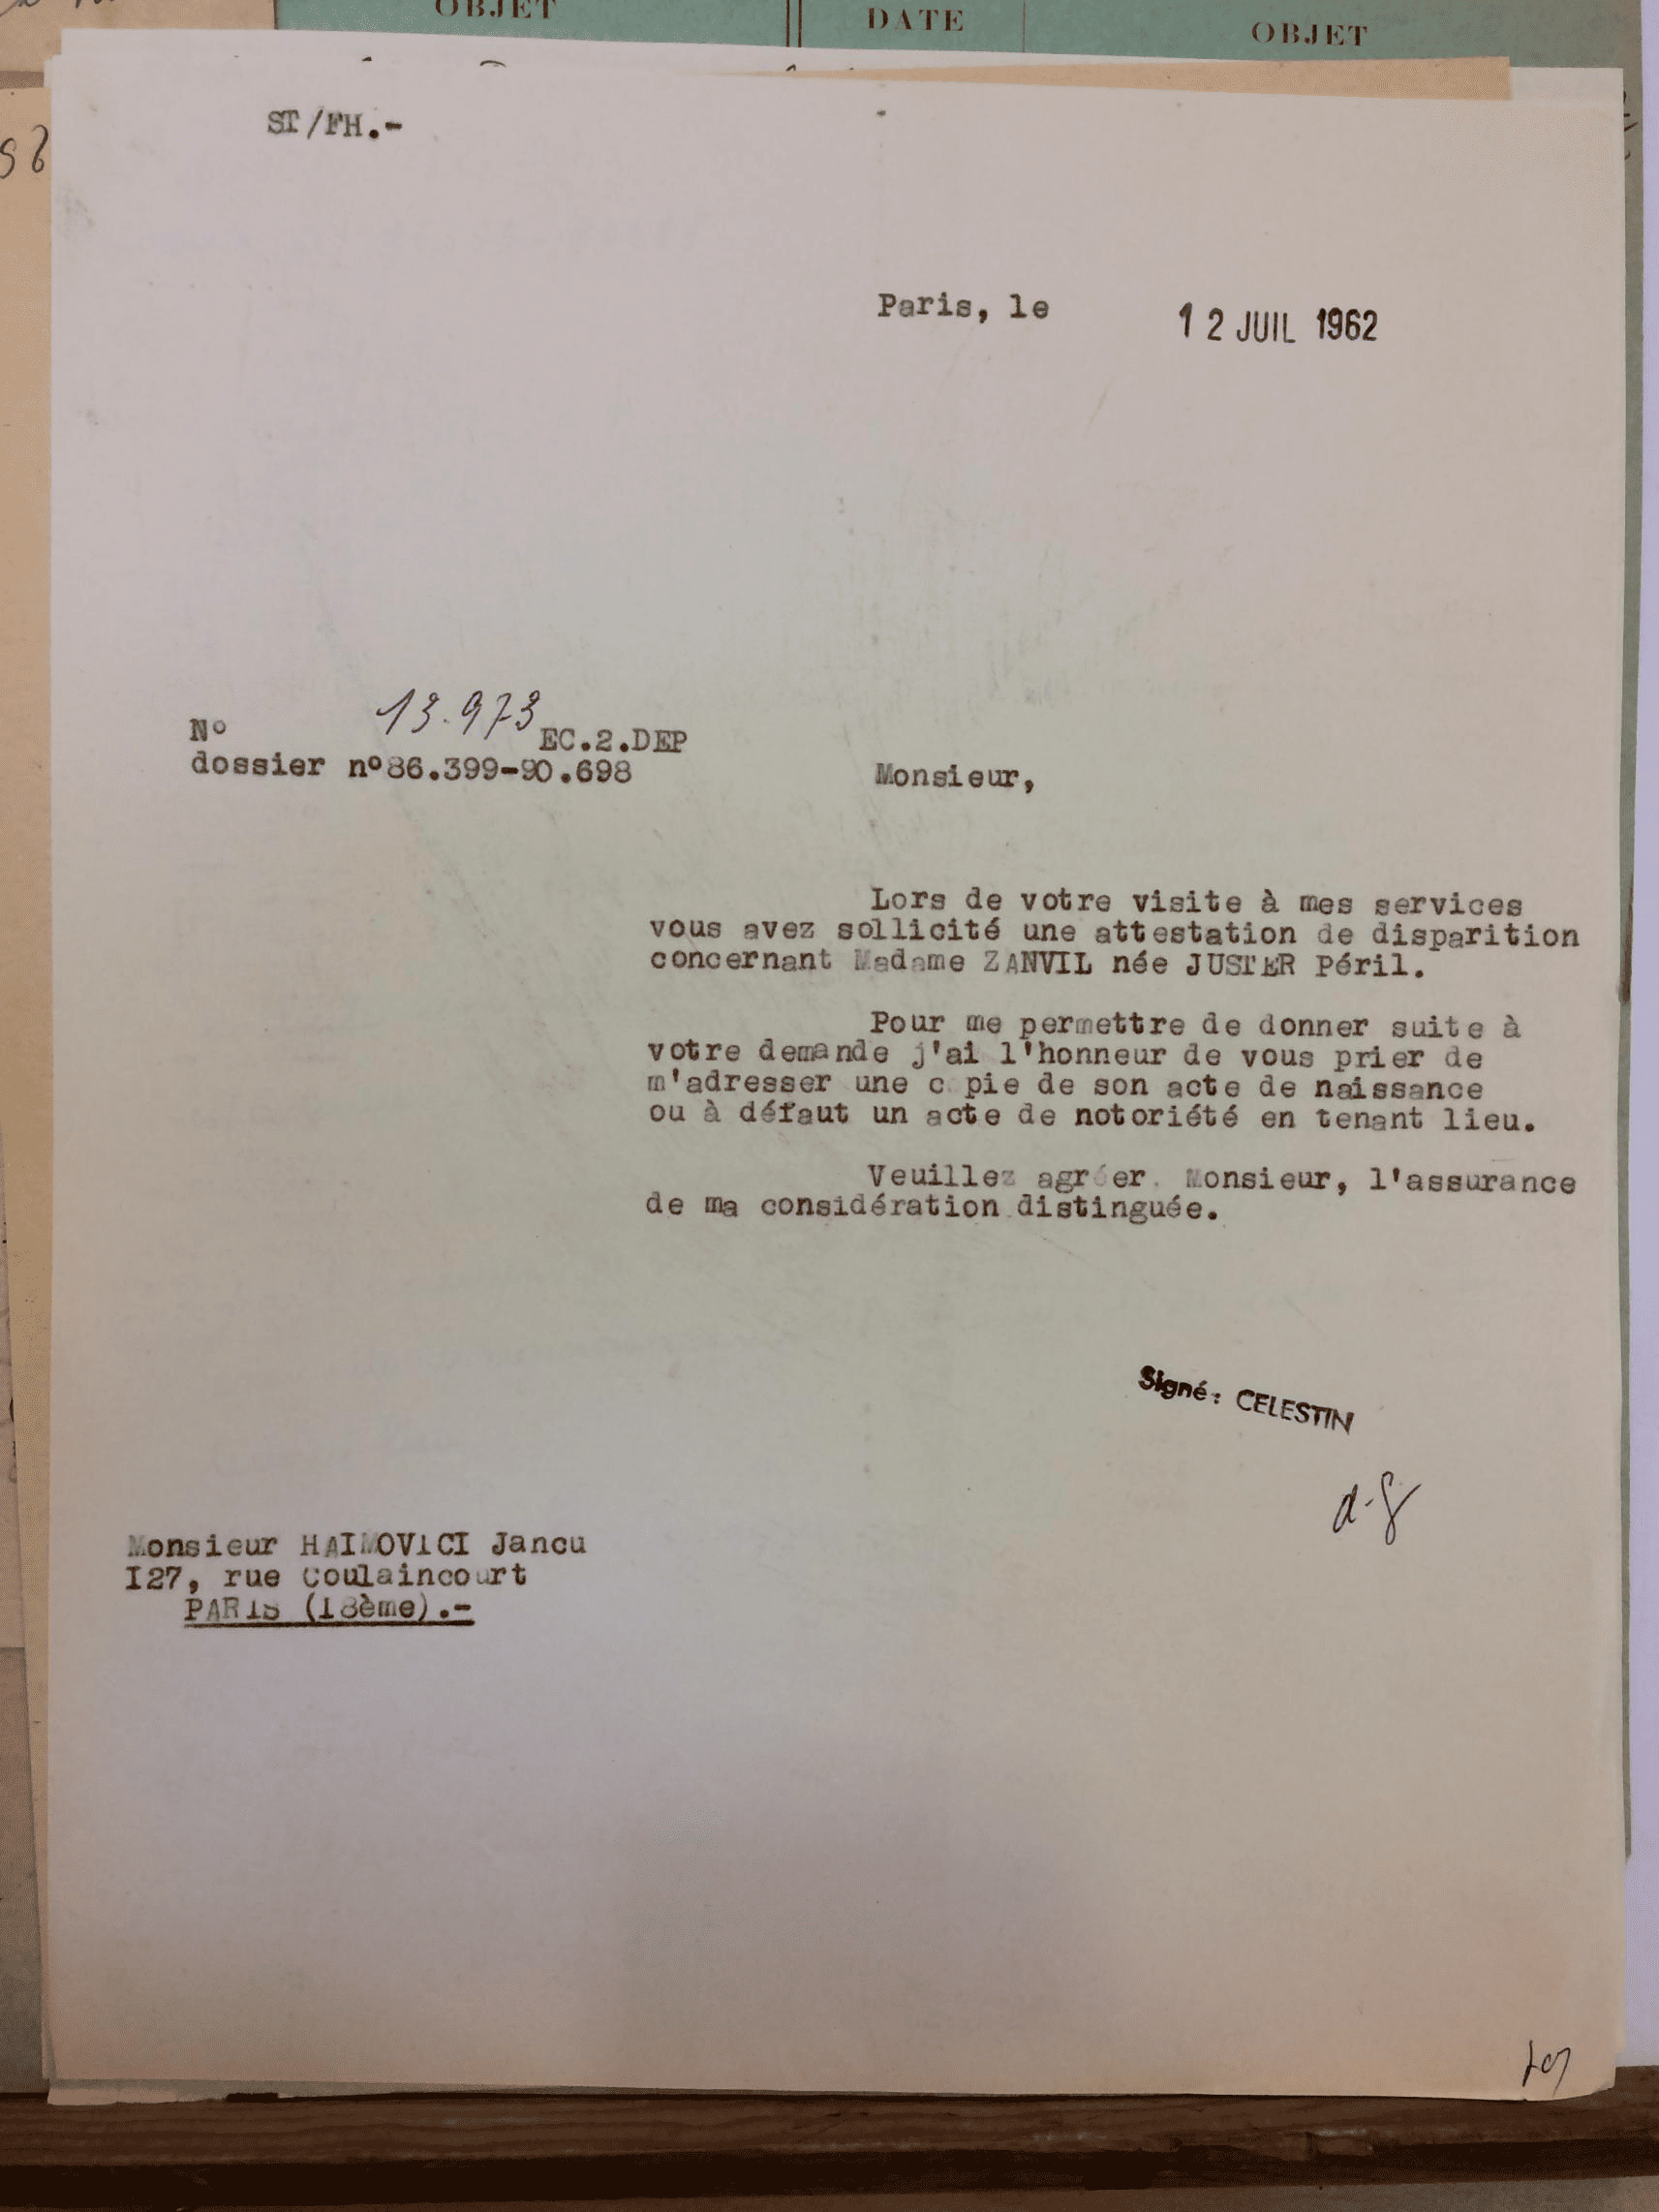 OBJET
DATE
OBJET
ST/FH.-
Paris, le 12 JUIL 1962
N° 13.973 EC.2.DEP
dossier n°86.399-90.698
Monsieur,
Lors de votre visite à mes services
vous avez sollicité une attestation de disparition
concernant Madame ZANVIL née JUSTER Péril.
Pour me permettre de donner suite à
votre demande j'ai l'honneur de vous prier de
m'adresser une copie de son acte de naissance
ou à défaut un acte de notoriété en tenant lieu.
Veuillez agréer, Monsieur, l'assurance
de ma considération distinguée.
Signé: CELESTIN
Monsieur HAIMOVICI Jancu
I27, rue Coulaincourt
PARIS (I8ème).-